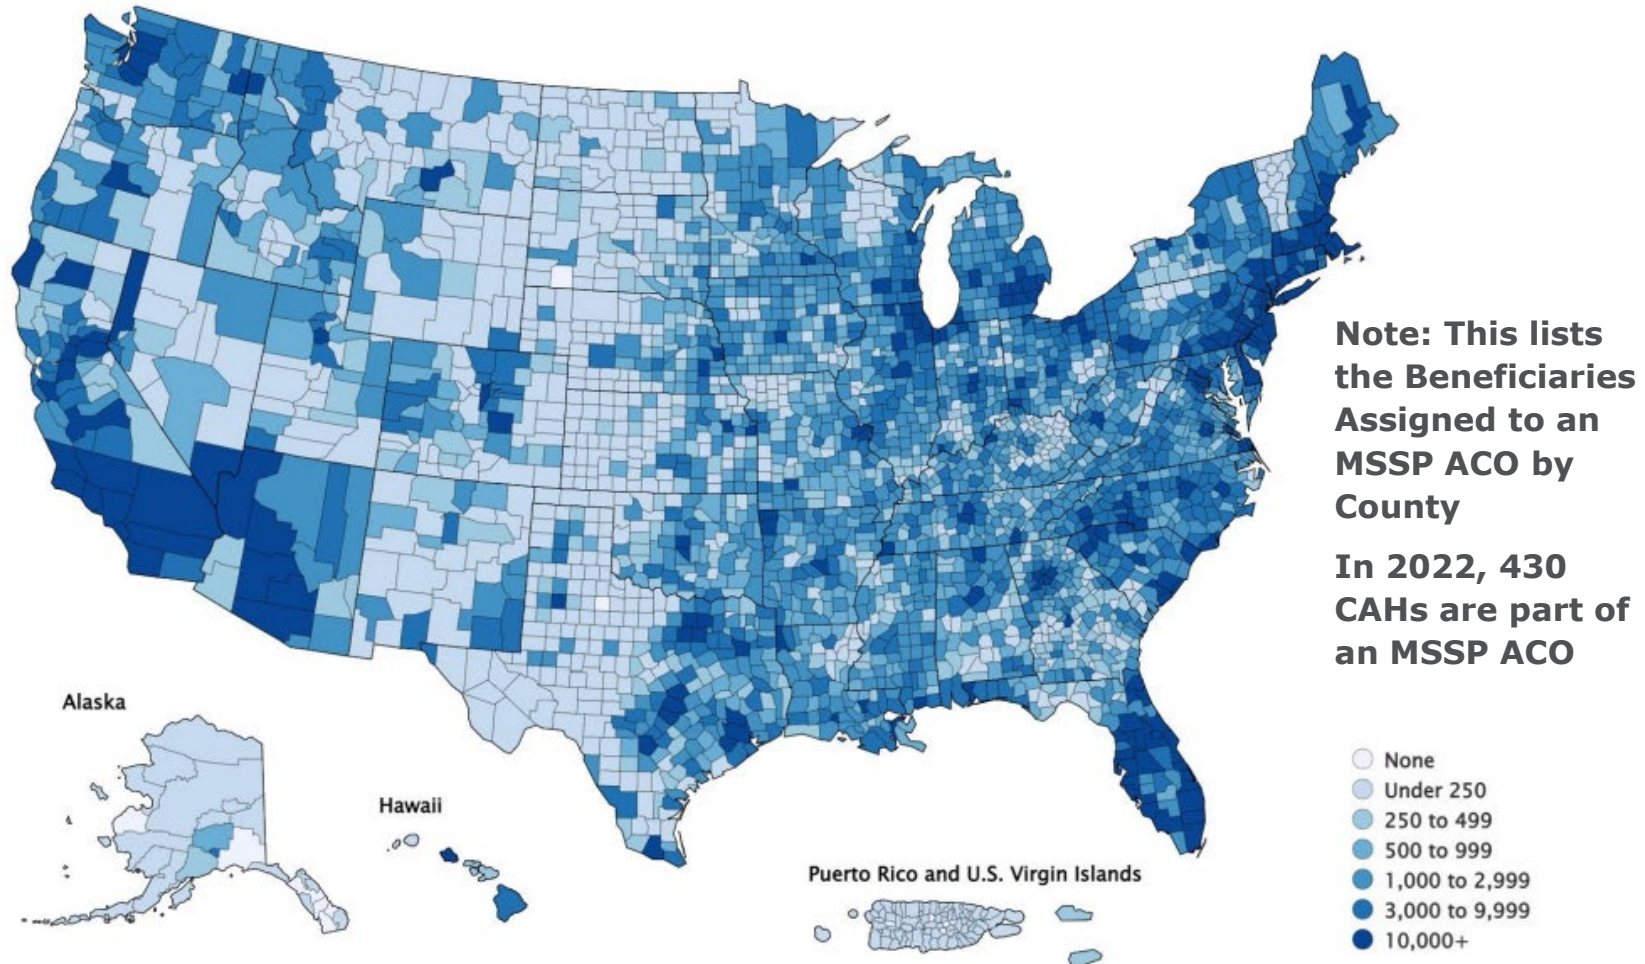 Note: This lists
the Beneficiaries
Assigned to an
MSSP ACO by
County
In 2022, 430
CAHs are part of
an MSSP ACO
Alaska
Hawaii
Puerto Rico and U.S. Virgin Islands
None
Under 250
250 to 499
500 to 999
1,000 to 2,999
3,000 to 9,999
10,000+